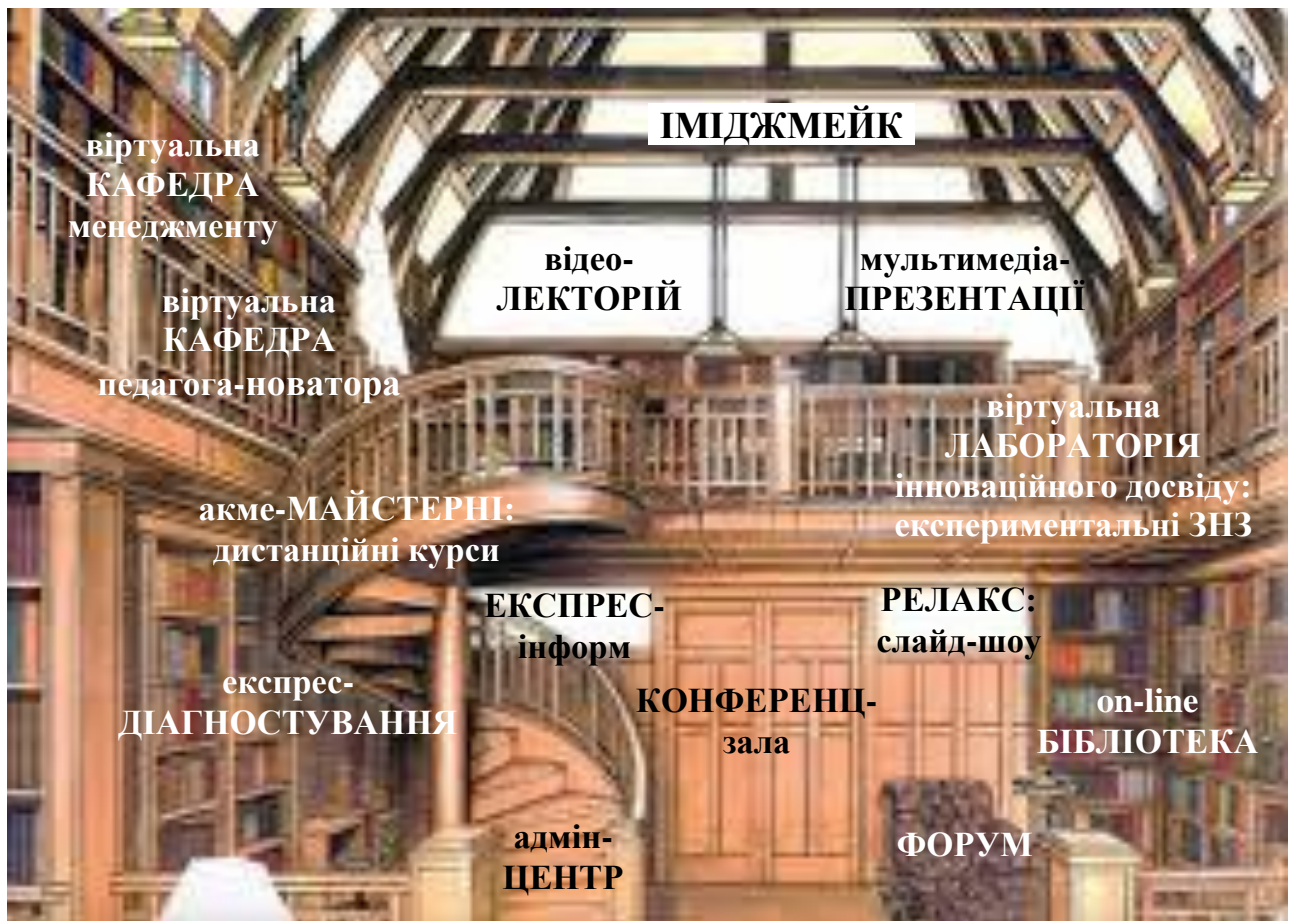 ІМІДЖМЕЙК
віртуальна
КАФЕДРА
менеджменту
відео-
ЛЕКТОРІЙ
мультимедіа-
ПРЕЗЕНТАЦІЇ
віртуальна
КАФЕДРА
педагога-новатора
віртуальна
ЛАБОРАТОРІЯ
інноваційного досвіду:
експериментальні ЗНЗ
акме-МАЙСТЕРНІ:
дистанційні курси
ЕКСПРЕС-
інформ
РЕЛАКС:
слайд-шоу
експрес-
ДІАГНОСТУВАННЯ
КОНФЕРЕНЦ-
зала
on-line
БІБЛІОТЕКА
адмін-
ЦЕНТР
ФОРУМ